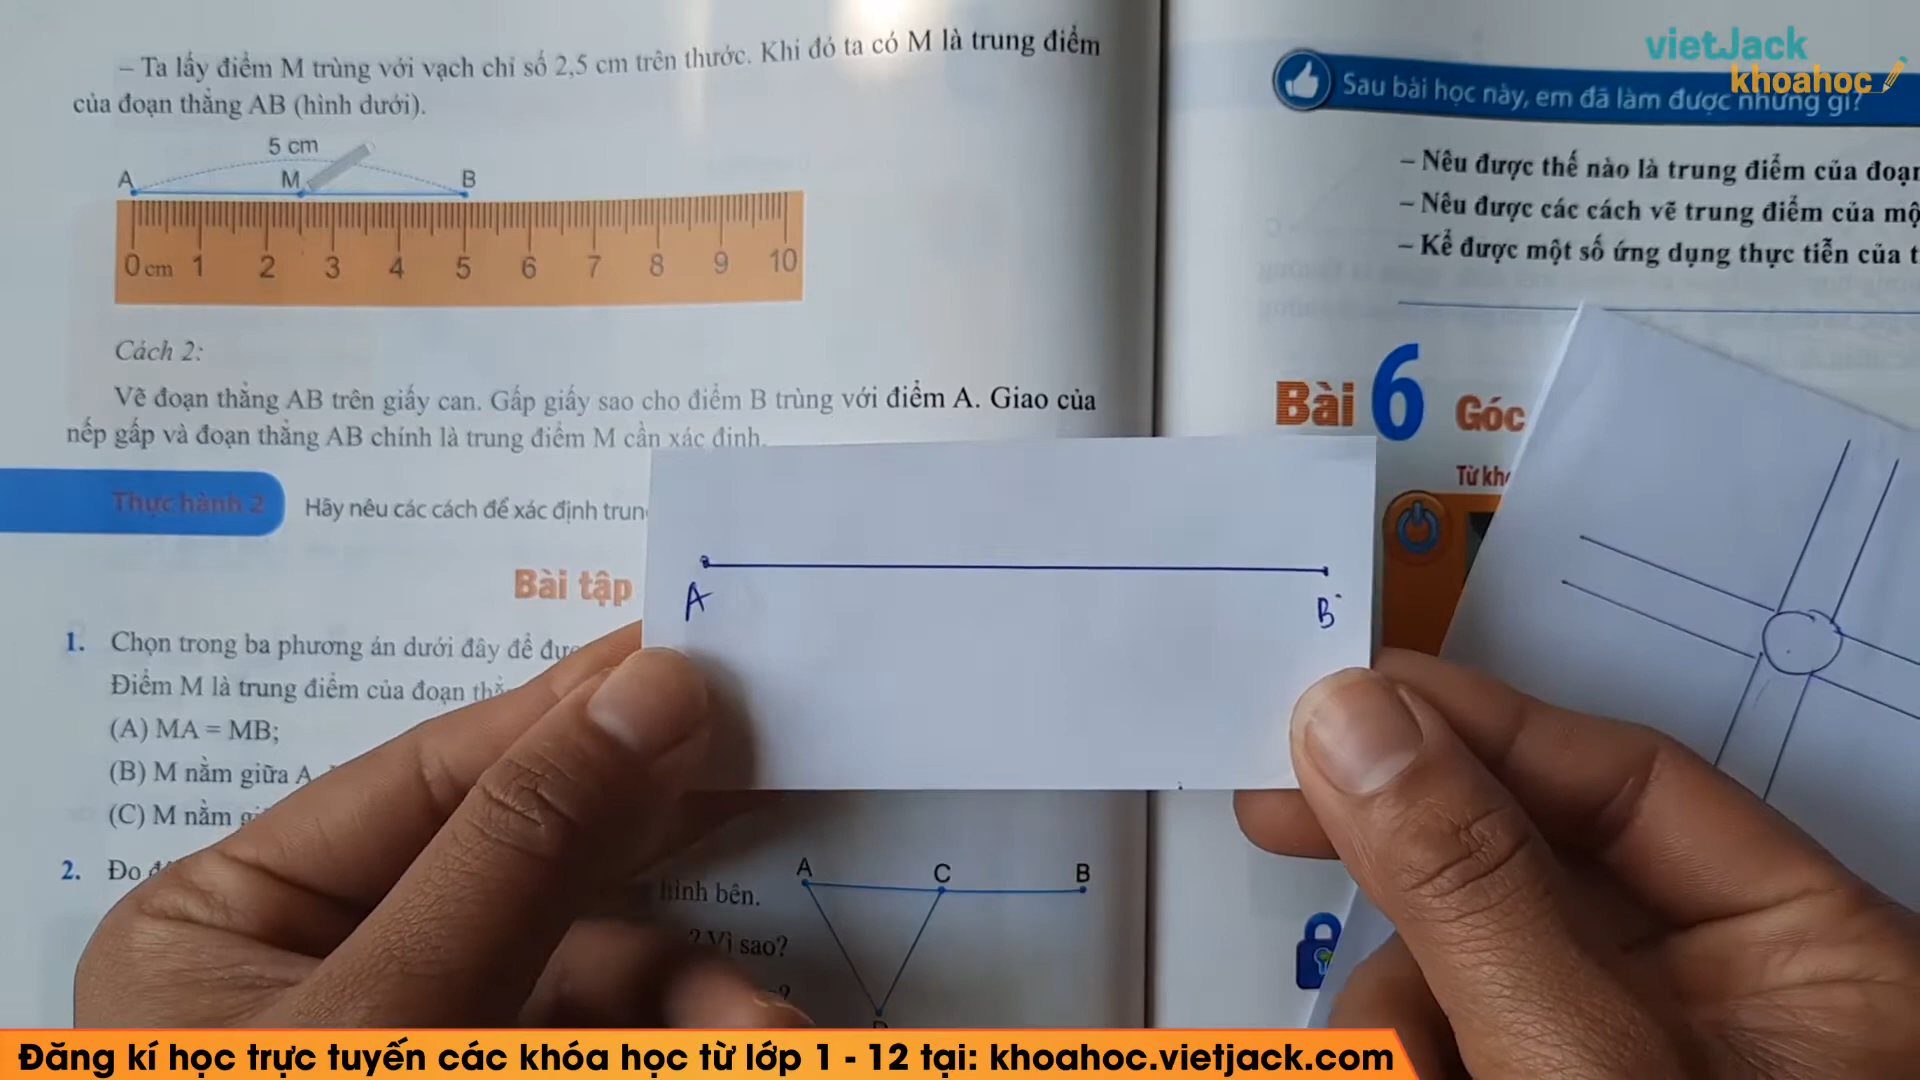 – Ta lấy điểm M trùng với vạch chỉ số 2,5 cm trên thước. Khi đó ta có M là trung điểm
của đoạn thẳng AB (hình dưới).
5 cm
A M B
0 cm 1 2 3 4 5 6 7 8 9 10
Cách 2:
Vẽ đoạn thẳng AB trên giấy can. Gấp giấy sao cho điểm B trùng với điểm A. Giao của
nếp gấp và đoạn thẳng AB chính là trung điểm M cần xác định.
Thực hành 2 Hãy nêu các cách để xác định
Bài tập
1. Chọn trong ba phương án dưới đây để
Điểm M là trung điểm của đoạn
(A) MA = MB;
(B) M nằm giữa A
(C) M nằm
2. Đo
hình bên.
? Vì sao?
?
A C B
A B
vietJack
khoahoc
Sau bài học này, em đã làm được những gì?
– Nêu được thế nào là trung điểm của
– Nêu được các cách vẽ trung điểm của
– Kể được một số ứng dụng thực tiễn của
Bài 6 Góc
Từ
Đăng kí học trực tuyến các khóa học từ lớp 1 - 12 tại: khoahoc.vietjack.com